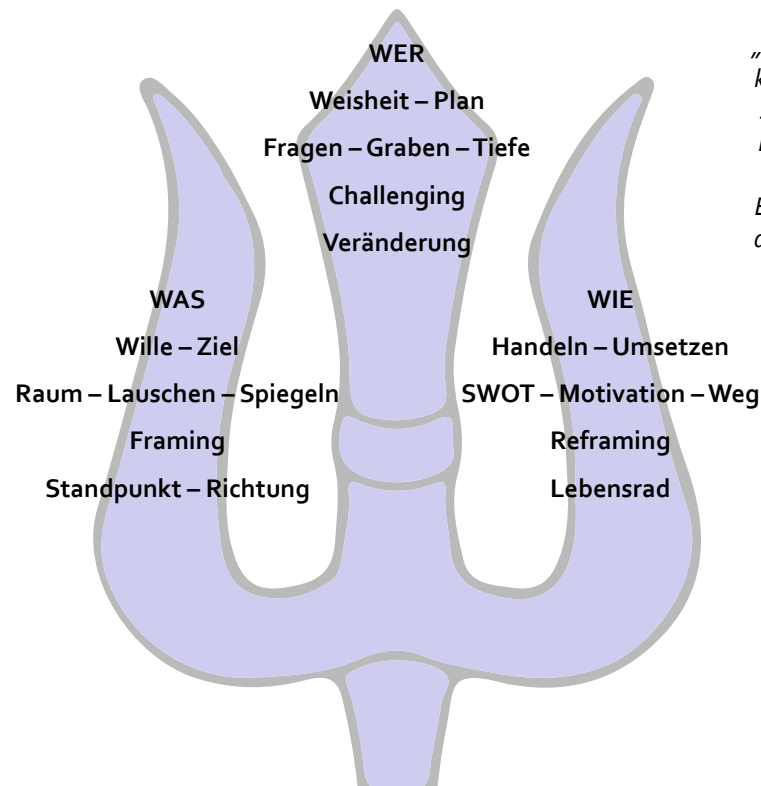 WER
Weisheit – Plan
Fragen – Graben – Tiefe
Challenging
Veränderung
WAS
Wille – Ziel
Raum – Lauschen – Spiegeln
Framing
Standpunkt – Richtung
WIE
Handeln – Umsetzen
SWOT – Motivation – Weg
Reframing
Lebensrad